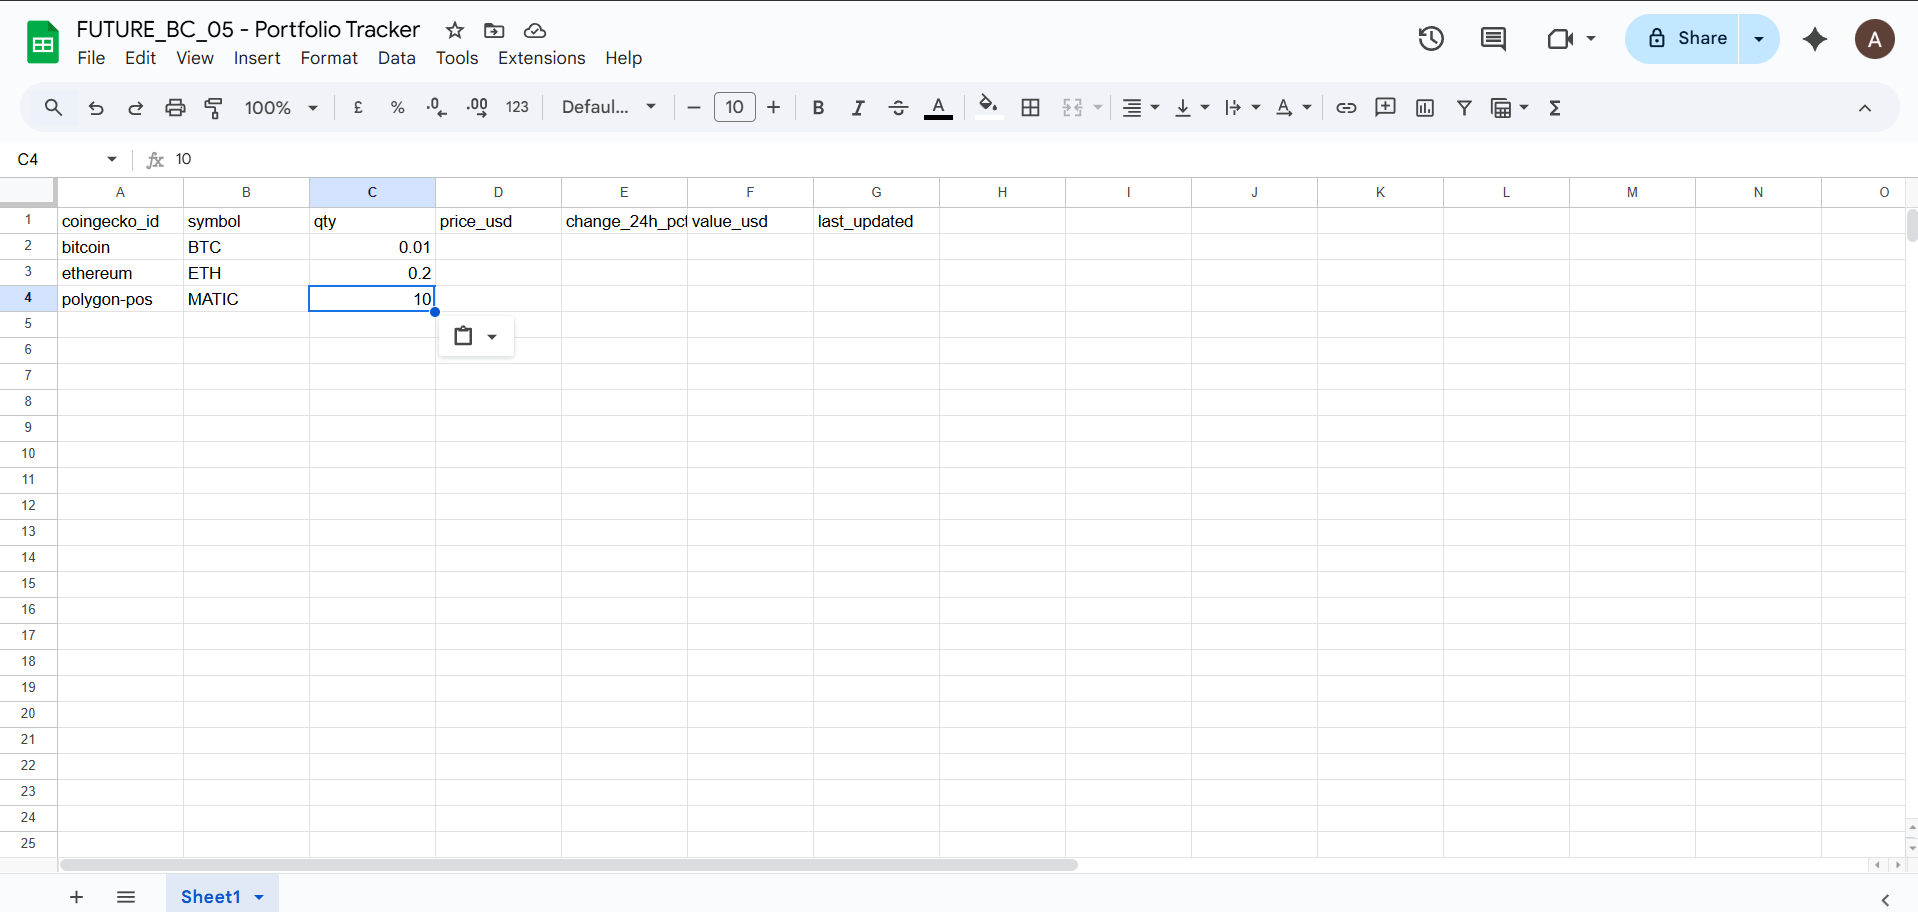 FUTURE_BC_05 - Portfolio Tracker
File Edit View Insert Format Data Tools Extensions Help
Share
A
100% £ % .0 .00 123 Defaul... 10 B I S A A Σ
C4 fx 10
A B C D E F G H I J K L M N O
1 coingecko_id symbol qty price_usd change_24h_pct value_usd last_updated
2 bitcoin BTC 0.01
3 ethereum ETH 0.2
4 polygon-pos MATIC 10
5
6
7
8
9
10
11
12
13
14
15
16
17
18
19
20
21
22
23
24
25
Sheet1